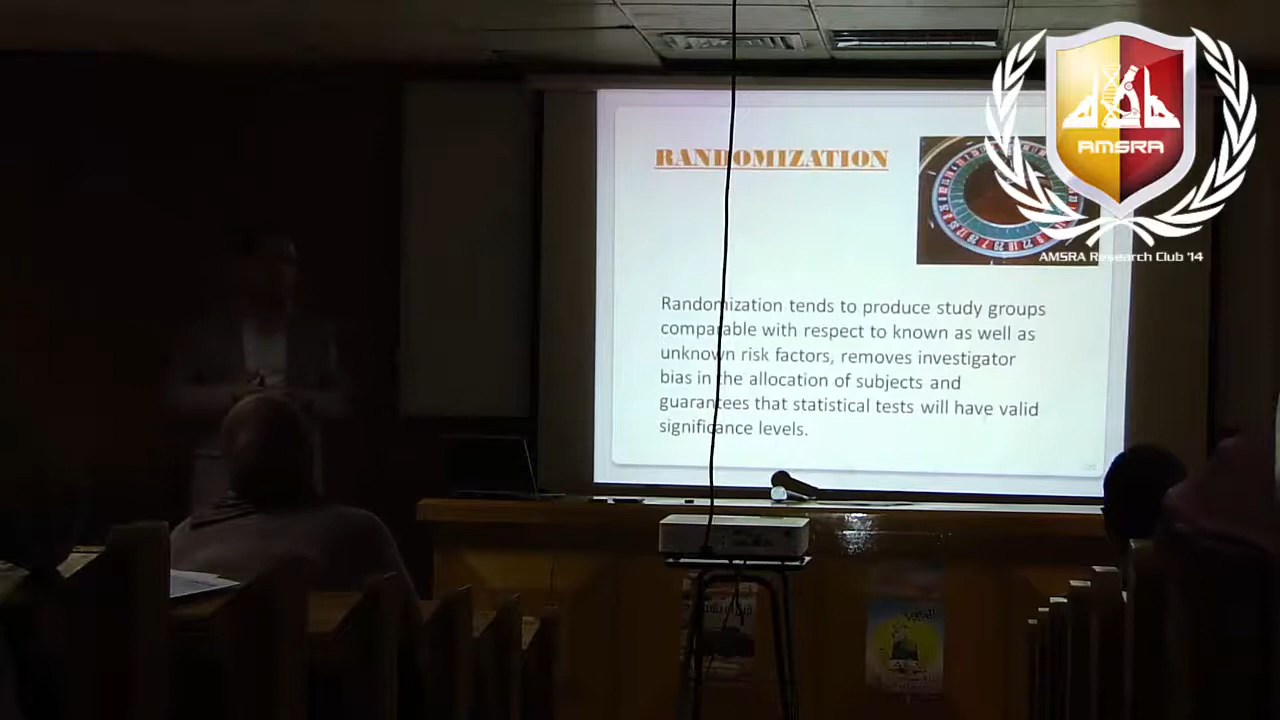 AMSRA
AMSRA Research Club '14
RANDOMIZATION
Randomization tends to produce study groups
comparable with respect to known as well as
unknown risk factors, removes investigator
bias in the allocation of subjects and
guarantees that statistical tests will have valid
significance levels.